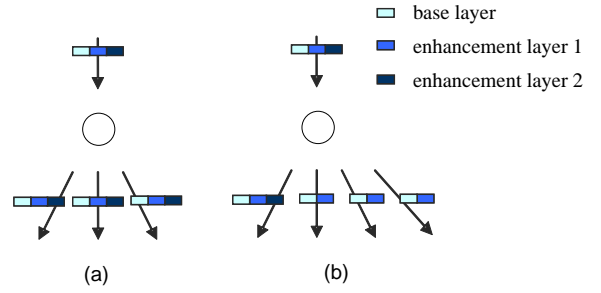 base layer
enhancement layer 1
enhancement layer 2
(a)
(b)